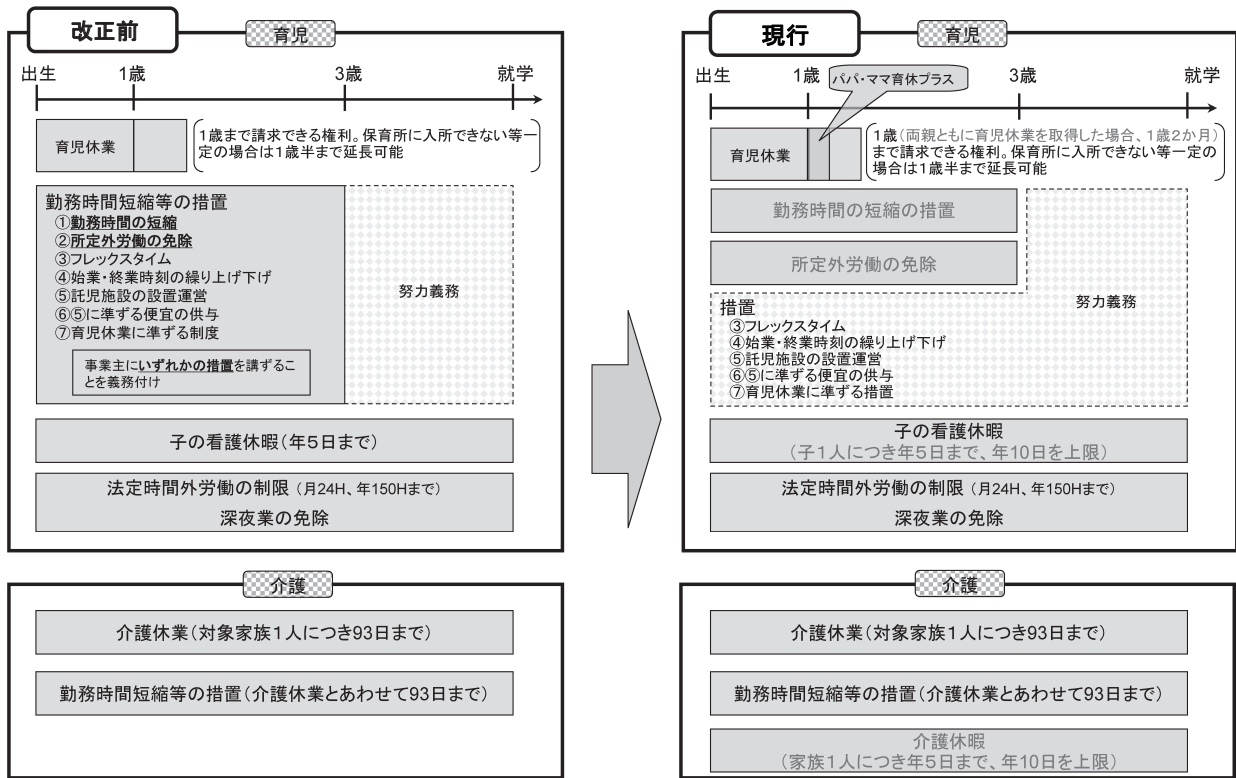 改正前
育児
出生
1歳
3歳
就学
育児休業
1歳まで請求できる権利。保育所に入所できない等一
定の場合は1歳半まで延長可能
勤務時間短縮等の措置
①勤務時間の短縮
②所定外労働の免除
③フレックスタイム
④始業・終業時刻の繰り上げ下げ
⑤託児施設の設置運営
⑥⑤に準ずる便宜の供与
⑦育児休業に準ずる制度
事業主にいずれかの措置を講ずるこ
とを義務付け
努力義務
子の看護休暇(年5日まで)
法定時間外労働の制限(月24H、年150Hまで)
深夜業の免除
介護
介護休業(対象家族1人につき93日まで)
勤務時間短縮等の措置(介護休業とあわせて93日まで)
現行
育児
出生
1歳
パパ・ママ育休プラス
3歳
就学
育児休業
1歳(両親ともに育児休業を取得した場合、1歳2か月)
まで請求できる権利。保育所に入所できない等一定の
場合は1歳半まで延長可能
勤務時間の短縮の措置
所定外労働の免除
努力義務
措置
③フレックスタイム
④始業・終業時刻の繰り上げ下げ
⑤託児施設の設置運営
⑥⑤に準ずる便宜の供与
⑦育児休業に準ずる措置
子の看護休暇
(子1人につき年5日まで、年10日を上限)
法定時間外労働の制限(月24H、年150Hまで)
深夜業の免除
介護
介護休業(対象家族1人につき93日まで)
勤務時間短縮等の措置(介護休業とあわせて93日まで)
介護休暇
(家族1人につき年5日まで、年10日を上限)